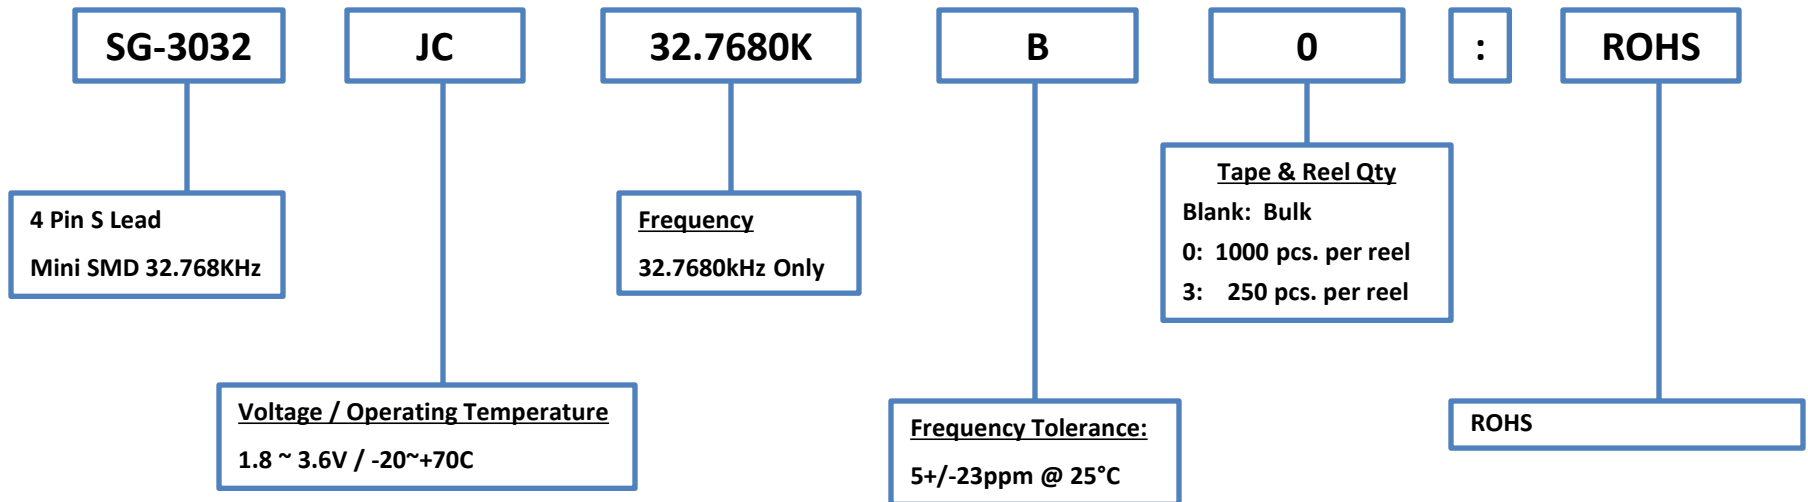 SG-3032
JC
32.7680K
B
0
:
ROHS
4 Pin S Lead
Mini SMD 32.768KHz
Frequency
32.7680kHz Only
Tape & Reel Qty
Blank: Bulk
0: 1000 pcs. per reel
3: 250 pcs. per reel
Voltage / Operating Temperature
1.8 ~ 3.6V / -20~+70C
Frequency Tolerance:
5+/-23ppm @ 25°C
ROHS